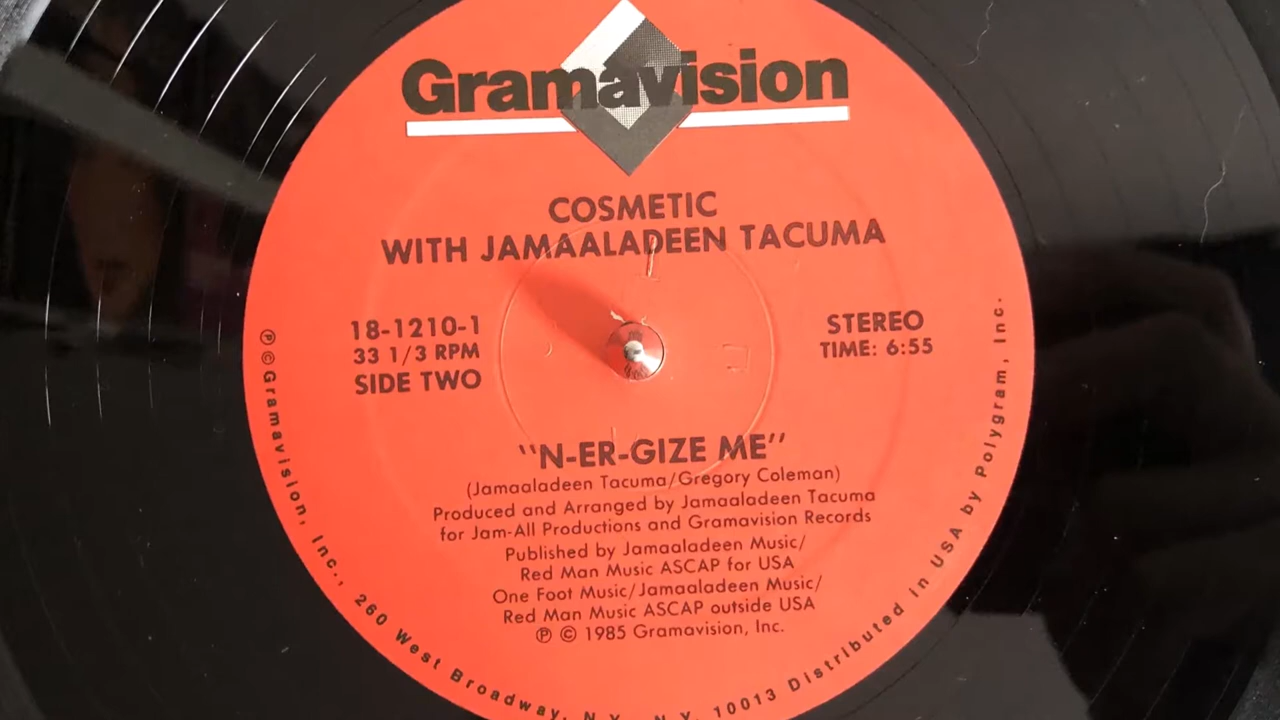 Gramavision
COSMETIC
WITH JAMAALADEEN TACUMA
18-1210-1
33 1/3 RPM
SIDE TWO
STEREO
TIME: 6:55
"N-ER-GIZE ME"
(Jamaaladeen Tacuma/Gregory Coleman)
Produced and Arranged by Jamaaladeen Tacuma
for Jam-All Productions and Gramavision Records
Published by Jamaaladeen Music/
Red Man Music ASCAP for USA
One Foot Music/Jamaaladeen Music/
Red Man Music ASCAP outside USA
℗ © 1985 Gramavision, Inc.
℗©Gramavision, Inc., 260 West Broadway, N.Y., N.Y. 10013 Distributed in USA by Polygram, Inc.